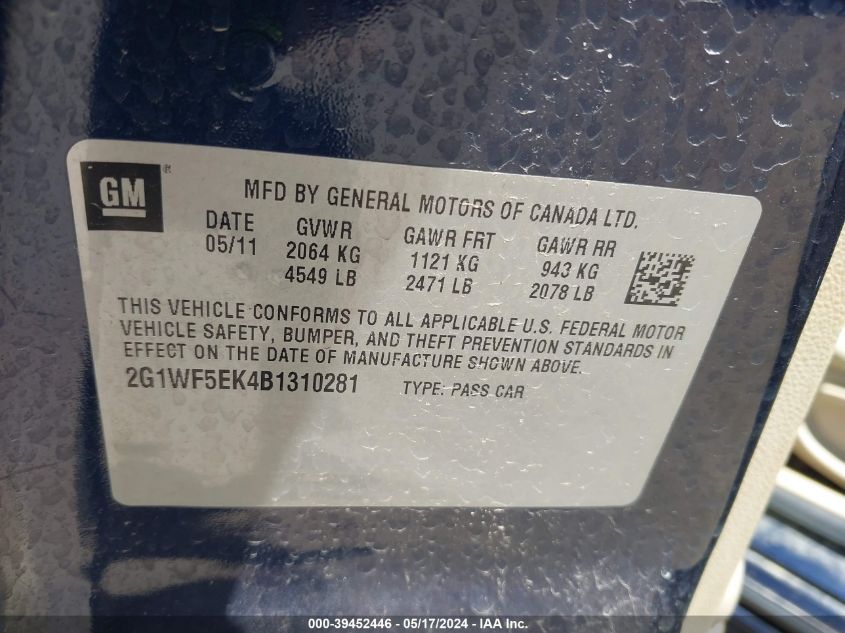 GM®
MFD BY GENERAL MOTORS OF CANADA LTD.
DATE GVWR GAWR FRT GAWR RR
05/11 2064 KG 1121 KG 943 KG
4549 LB 2471 LB 2078 LB
THIS VEHICLE CONFORMS TO ALL APPLICABLE U.S. FEDERAL MOTOR
VEHICLE SAFETY, BUMPER, AND THEFT PREVENTION STANDARDS IN
EFFECT ON THE DATE OF MANUFACTURE SHOWN ABOVE.
2G1WF5EK4B1310281 TYPE: PASS CAR
000-39452446 - 05/17/2024 - IAA Inc.